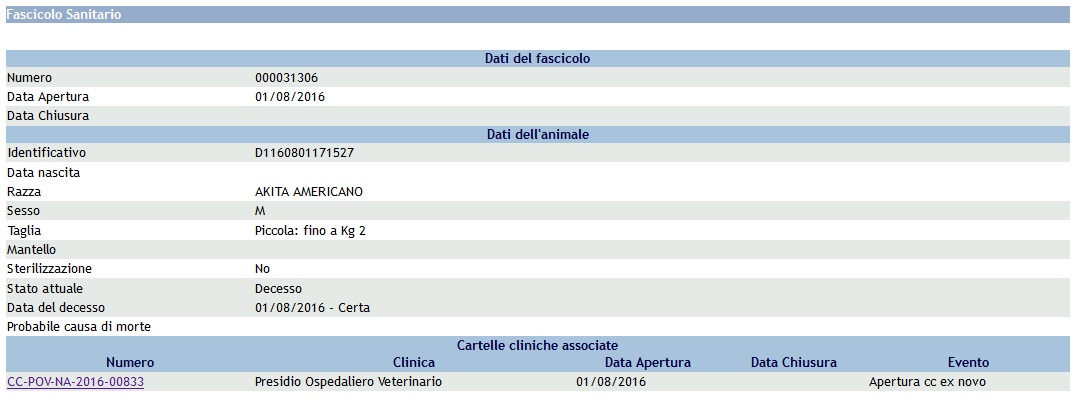 Fascicolo Sanitario
Dati del fascicolo
Numero 000031306
Data Apertura 01/08/2016
Data Chiusura
Dati dell'animale
Identificativo D1160801171527
Data nascita
Razza AKITA AMERICANO
Sesso M
Taglia Piccola: fino a Kg 2
Mantello
Sterilizzazione No
Stato attuale Decesso
Data del decesso 01/08/2016 - Certa
Probabile causa di morte
Cartelle cliniche associate
Numero Clinica Data Apertura Data Chiusura Evento
CC-POV-NA-2016-00833 Presidio Ospedaliero Veterinario 01/08/2016 Apertura cc ex novo